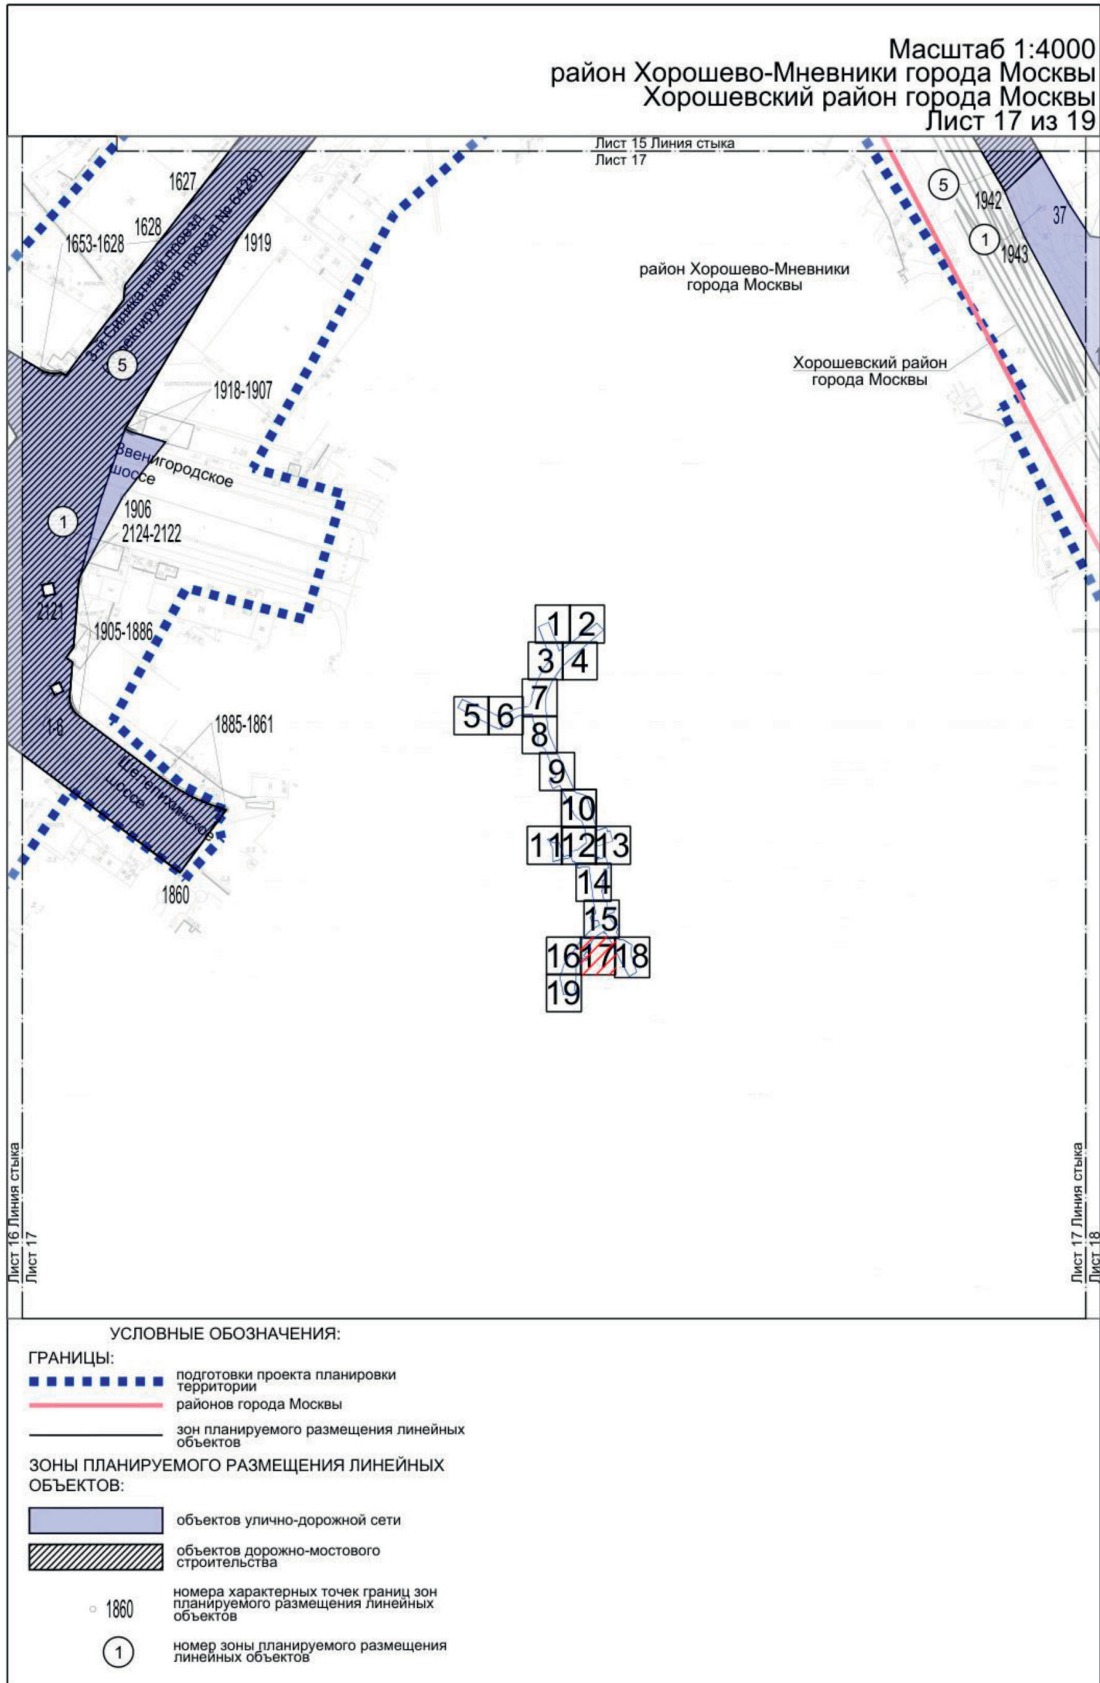 Масштаб 1:4000
район Хорошево-Мневники города Москвы
Хорошевский район города Москвы
Лист 17 из 19
Лист 15 Линия стыка
Лист 17
1627
1628
1653-1628
1919
5
1942
37
1
1943
район Хорошево-Мневники
города Москвы
Хорошевский район
города Москвы
5
1918-1907
Звенигородское
шоссе
1906
2124-2122
1
2121
1905-1886
1-6
1885-1861
Шелепихинское
шоссе
1860
1 2
3 4
7
5 6
8
9
10
11 12 13
14
15
16 17 18
19
Лист 16 Линия стыка
Лист 17
Лист 17 Линия стыка
Лист 18
УСЛОВНЫЕ ОБОЗНАЧЕНИЯ:
ГРАНИЦЫ:
подготовки проекта планировки
территории
районов города Москвы
зон планируемого размещения линейных
объектов
ЗОНЫ ПЛАНИРУЕМОГО РАЗМЕЩЕНИЯ ЛИНЕЙНЫХ
ОБЪЕКТОВ:
объектов улично-дорожной сети
объектов дорожно-мостового
строительства
1860
номера характерных точек границ зон
планируемого размещения линейных
объектов
1
номер зоны планируемого размещения
линейных объектов